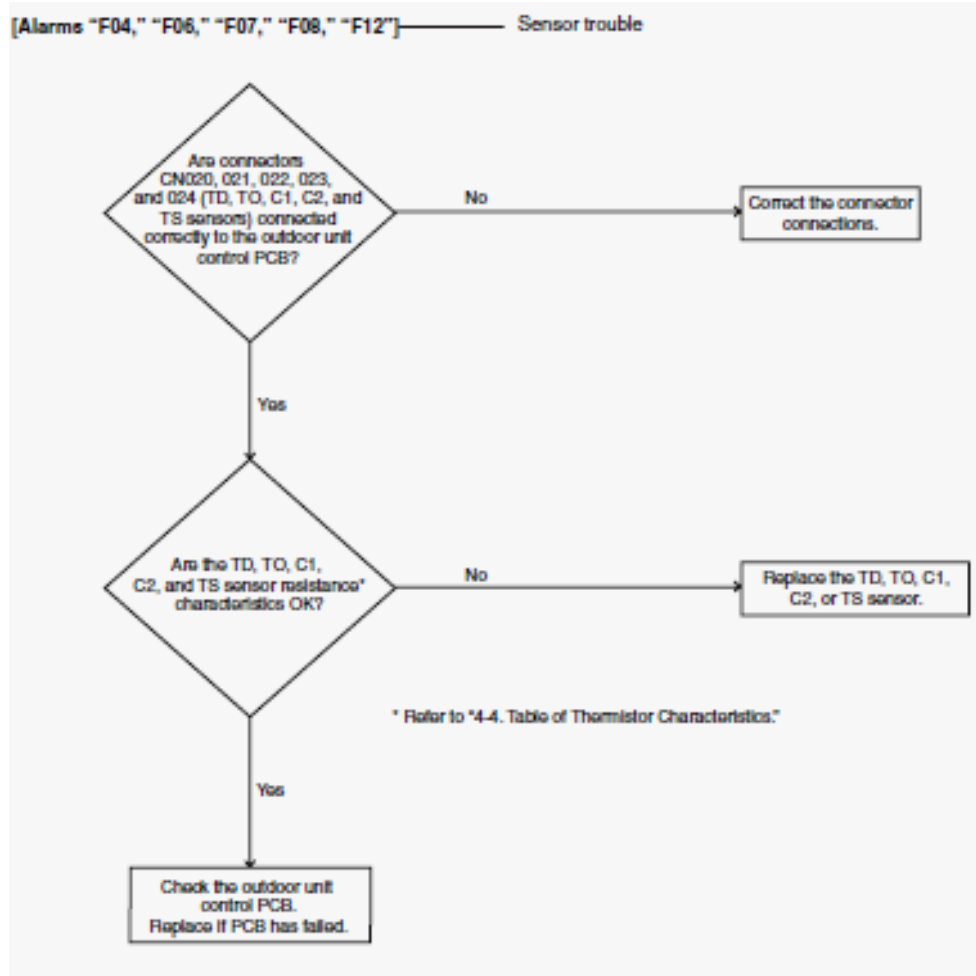 [Alarms “F04,” “F06,” “F07,” “F08,” “F12”] Sensor trouble
Are connectors
CN020, 021, 022, 023,
and 024 (TD, TO, C1, C2, and
TS sensors) connected
correctly to the outdoor unit
control PCB?
No
Correct the connector
connections.
Yes
Are the TD, TO, C1,
C2, and TS sensor resistance*
characteristics OK?
No
Replace the TD, TO, C1,
C2, or TS sensor.
* Refer to “4-4. Table of Thermistor Characteristics.”
Yes
Check the outdoor unit
control PCB.
Replace if PCB has failed.